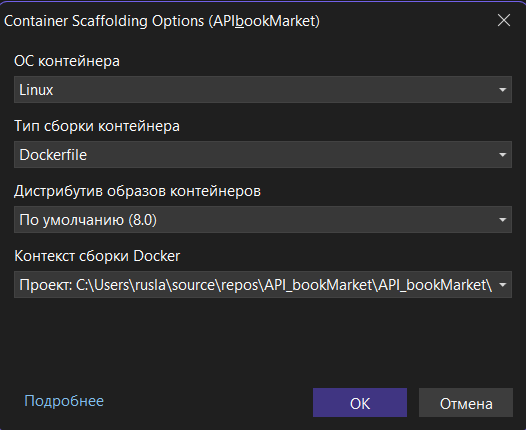 Container Scaffolding Options (APIbookMarket)
ОС контейнера
Linux
Тип сборки контейнера
Dockerfile
Дистрибутив образов контейнеров
По умолчанию (8.0)
Контекст сборки Docker
Проект: C:\Users\rusla\source\repos\API_bookMarket\API_bookMarket\
Подробнее
ОК
Отмена